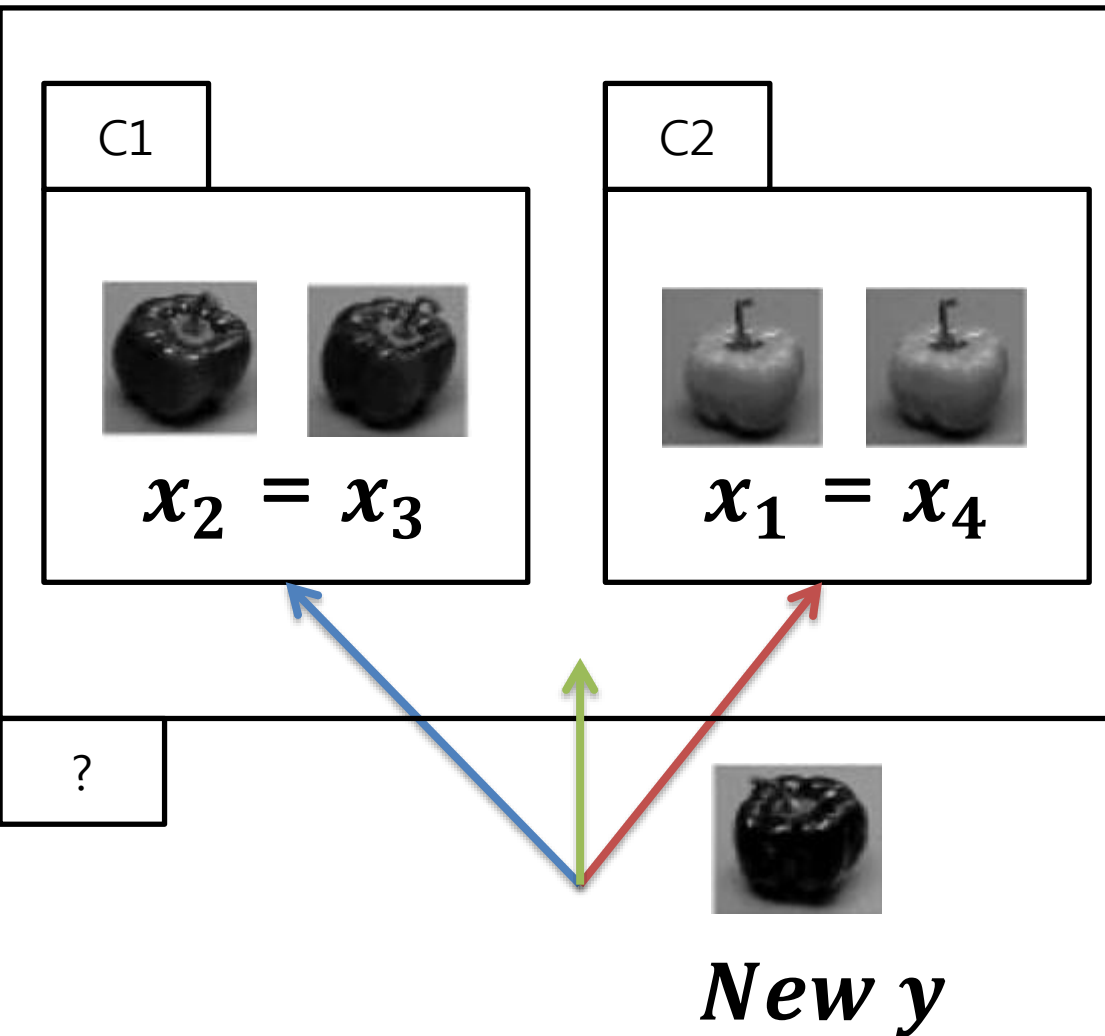 C1
C2
x₂ = x₃
x₁ = x₄
?
New y